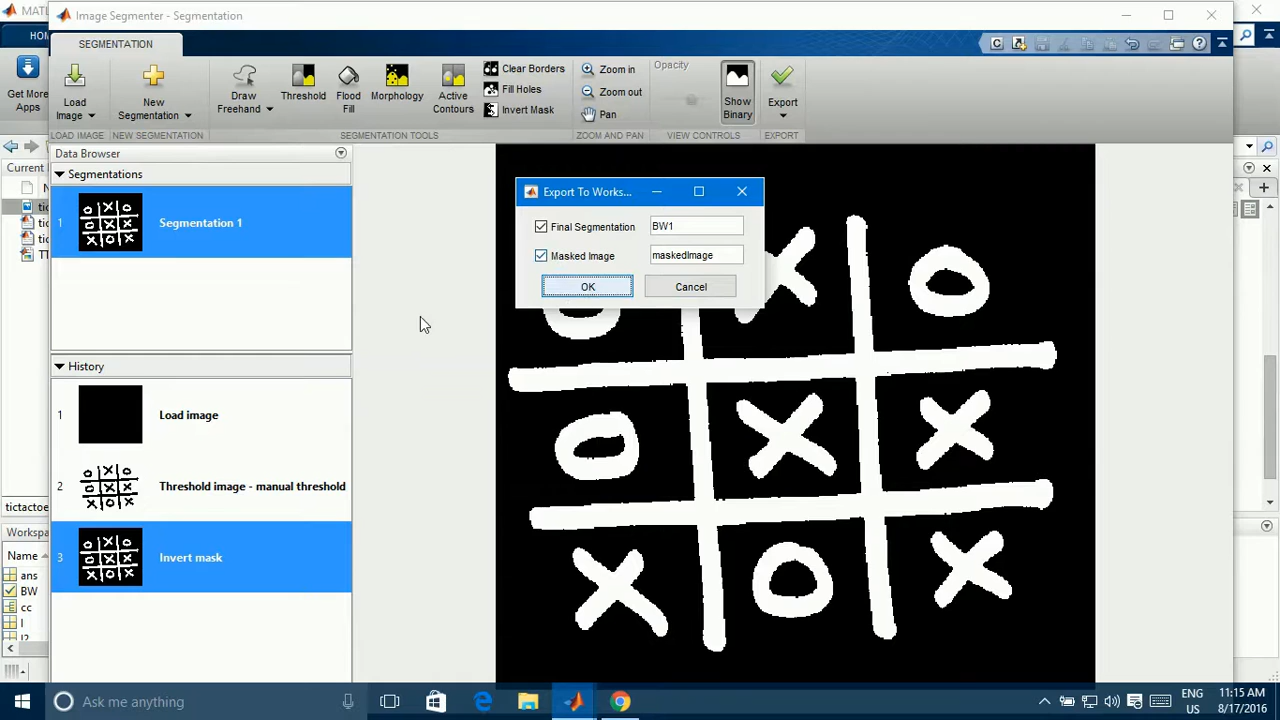 MATL
Image Segmenter - Segmentation
HOM
SEGMENTATION
Get More
Apps
Load
Image
New
Segmentation
Draw
Freehand
Threshold
Flood
Fill
Morphology
Active
Contours
Clear Borders
Fill Holes
Invert Mask
Zoom in
Zoom out
Pan
Opacity
Show
Binary
Export
LOAD IMAGE
NEW SEGMENTATION
SEGMENTATION TOOLS
ZOOM AND PAN
VIEW CONTROLS
EXPORT
Current
Data Browser
Segmentations
1
Segmentation 1
Export To Works...
Final Segmentation
BW1
Masked Image
maskedImage
OK
Cancel
History
1
Load image
2
Threshold image - manual threshold
3
Invert mask
tictactoe
Workspa
Name
ans
BW
cc
I
I2
X O
O X X
X O X
Ask me anything
ENG
US
11:15 AM
8/17/2016